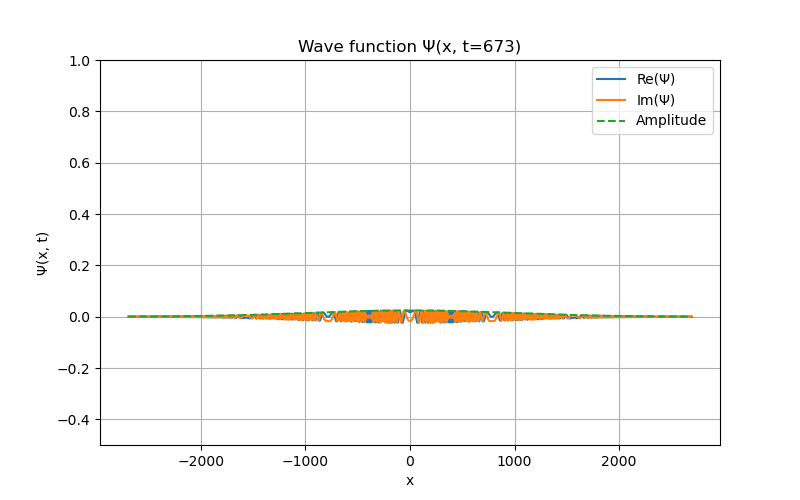 Wave function Ψ(x, t=673)
Re(Ψ)
Im(Ψ)
Amplitude
Ψ(x, t)
1.0
0.8
0.6
0.4
0.2
0.0
−0.2
−0.4
−2000 −1000 0 1000 2000
x